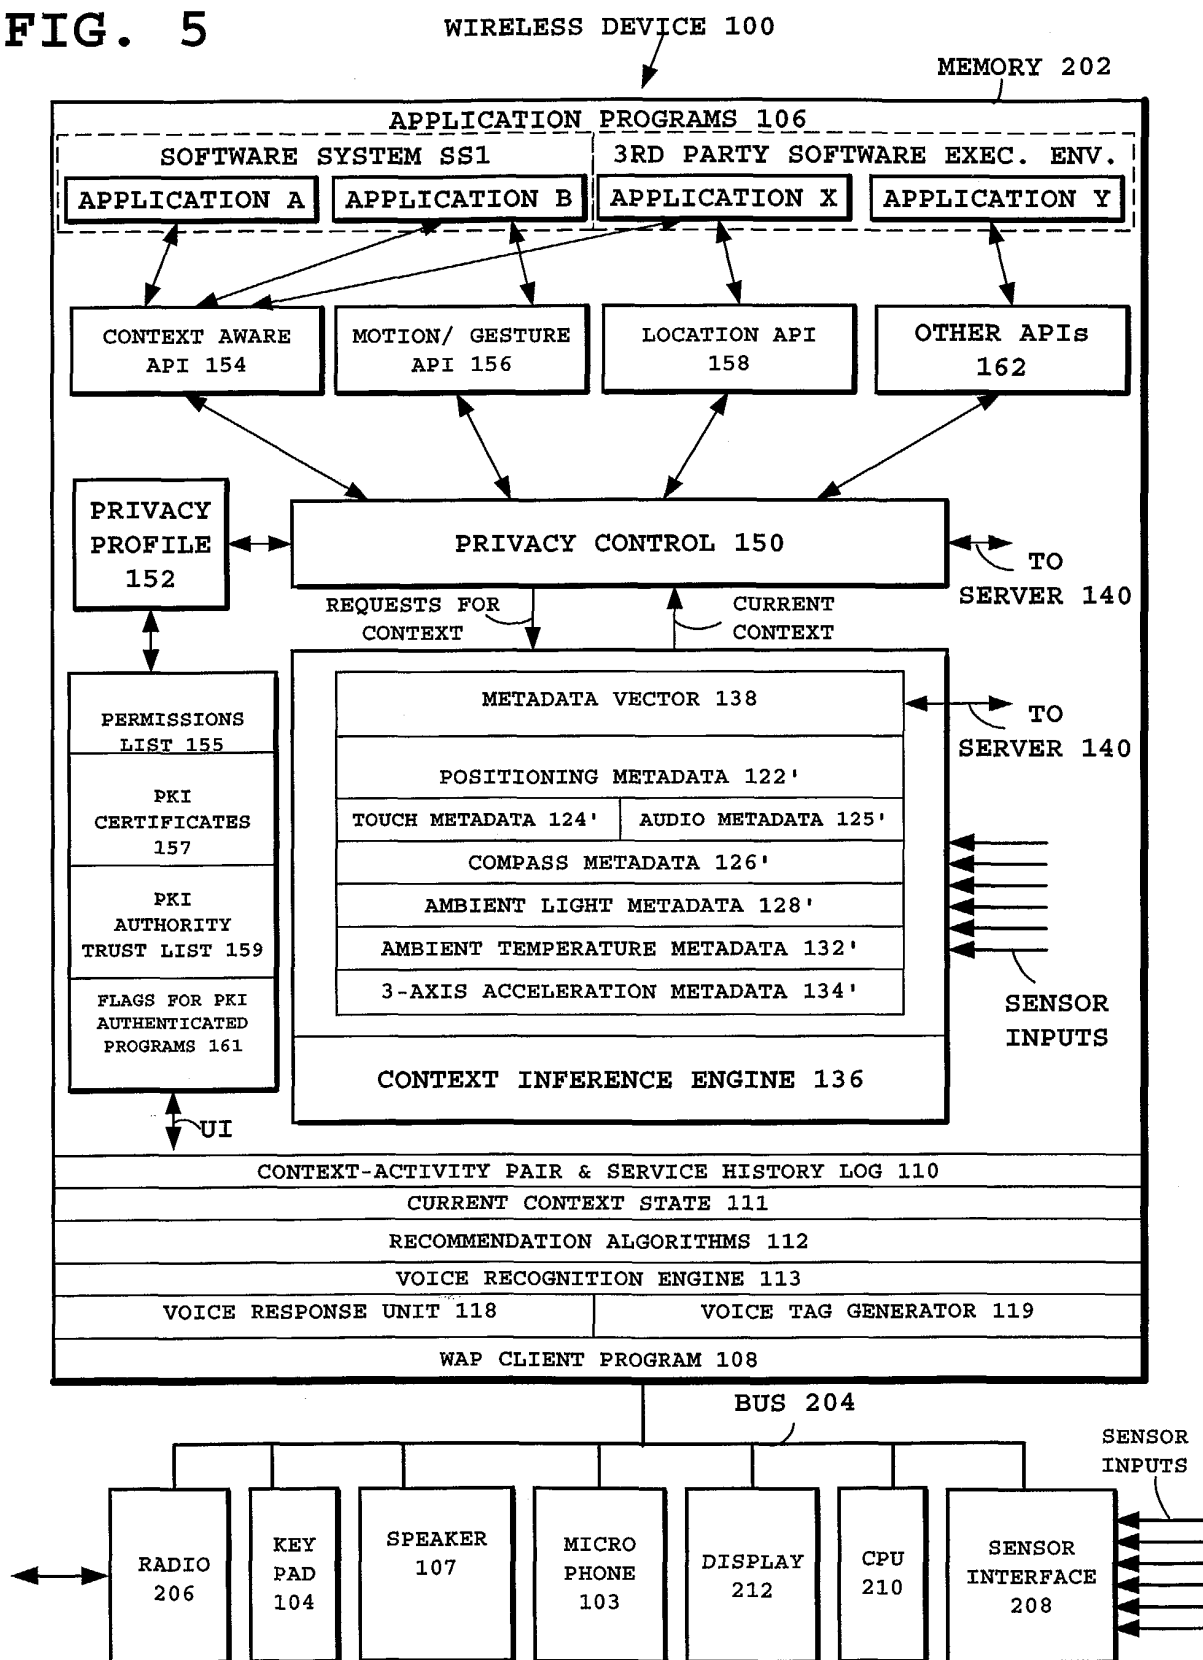 FIG. 5
WIRELESS DEVICE 100
MEMORY 202
APPLICATION PROGRAMS 106
SOFTWARE SYSTEM SS1
3RD PARTY SOFTWARE EXEC. ENV.
APPLICATION A
APPLICATION B
APPLICATION X
APPLICATION Y
CONTEXT AWARE
API 154
MOTION/ GESTURE
API 156
LOCATION API
158
OTHER APIs
162
PRIVACY
PROFILE
152
PRIVACY CONTROL 150
TO
SERVER 140
REQUESTS FOR
CONTEXT
CURRENT
CONTEXT
PERMISSIONS
LIST 155
PKI
CERTIFICATES
157
PKI
AUTHORITY
TRUST LIST 159
FLAGS FOR PKI
AUTHENTICATED
PROGRAMS 161
UI
METADATA VECTOR 138
TO
SERVER 140
POSITIONING METADATA 122'
TOUCH METADATA 124'
AUDIO METADATA 125'
COMPASS METADATA 126'
AMBIENT LIGHT METADATA 128'
AMBIENT TEMPERATURE METADATA 132'
3-AXIS ACCELERATION METADATA 134'
SENSOR
INPUTS
CONTEXT INFERENCE ENGINE 136
CONTEXT-ACTIVITY PAIR & SERVICE HISTORY LOG 110
CURRENT CONTEXT STATE 111
RECOMMENDATION ALGORITHMS 112
VOICE RECOGNITION ENGINE 113
VOICE RESPONSE UNIT 118
VOICE TAG GENERATOR 119
WAP CLIENT PROGRAM 108
BUS 204
SENSOR
INPUTS
RADIO
206
KEY
PAD
104
SPEAKER
107
MICRO
PHONE
103
DISPLAY
212
CPU
210
SENSOR
INTERFACE
208